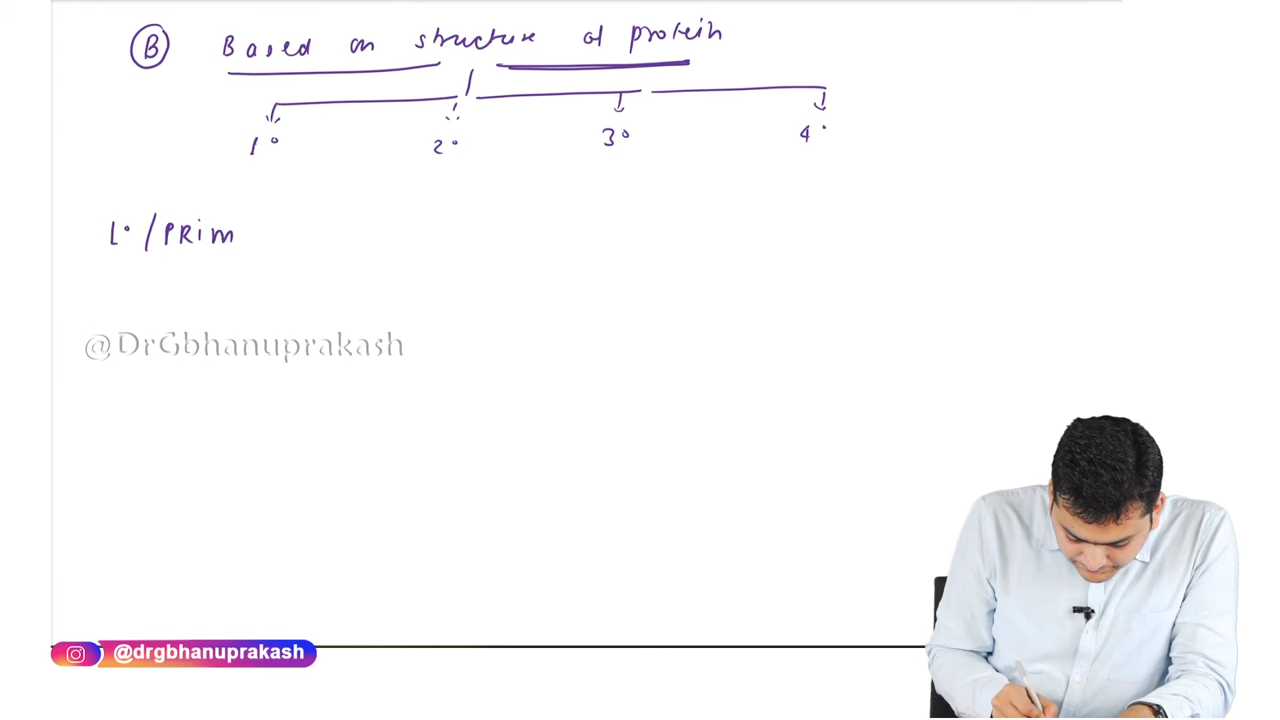 B Based on structure of protein
1° 2° 3° 4°
1° / PRim
@DrGbhanuprakash
@drgbhanuprakash